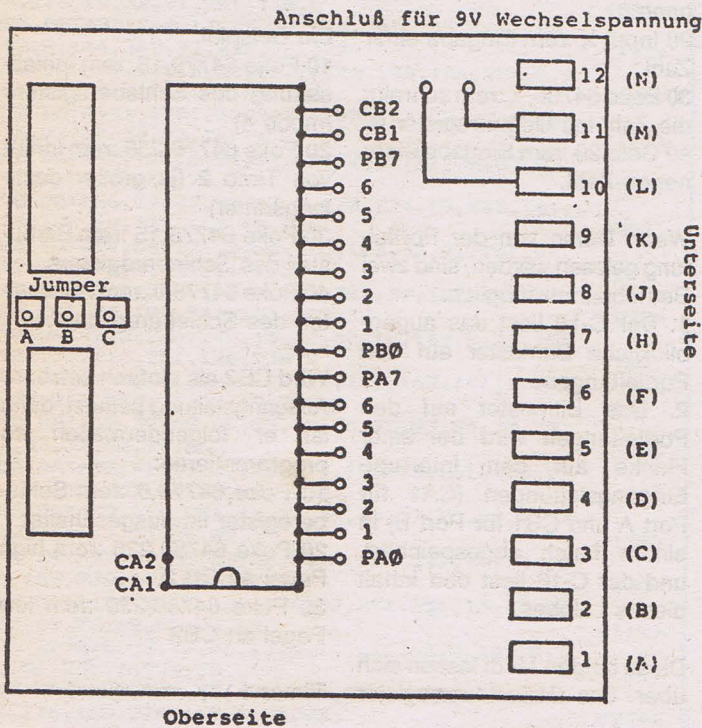 Anschluß für 9V Wechselspannung
12 (N)
CB2
CB1
11 (M)
PB7
10 (L)
6
5
4
9 (K)
3
2
8 (J)
Jumper
1
A B C
PBØ
7 (H)
PA7
6
6 (F)
5
4
5 (E)
3
2
4 (D)
1
PAØ
3 (C)
CA2
CA1
2 (B)
1 (A)
Unterseite
Oberseite